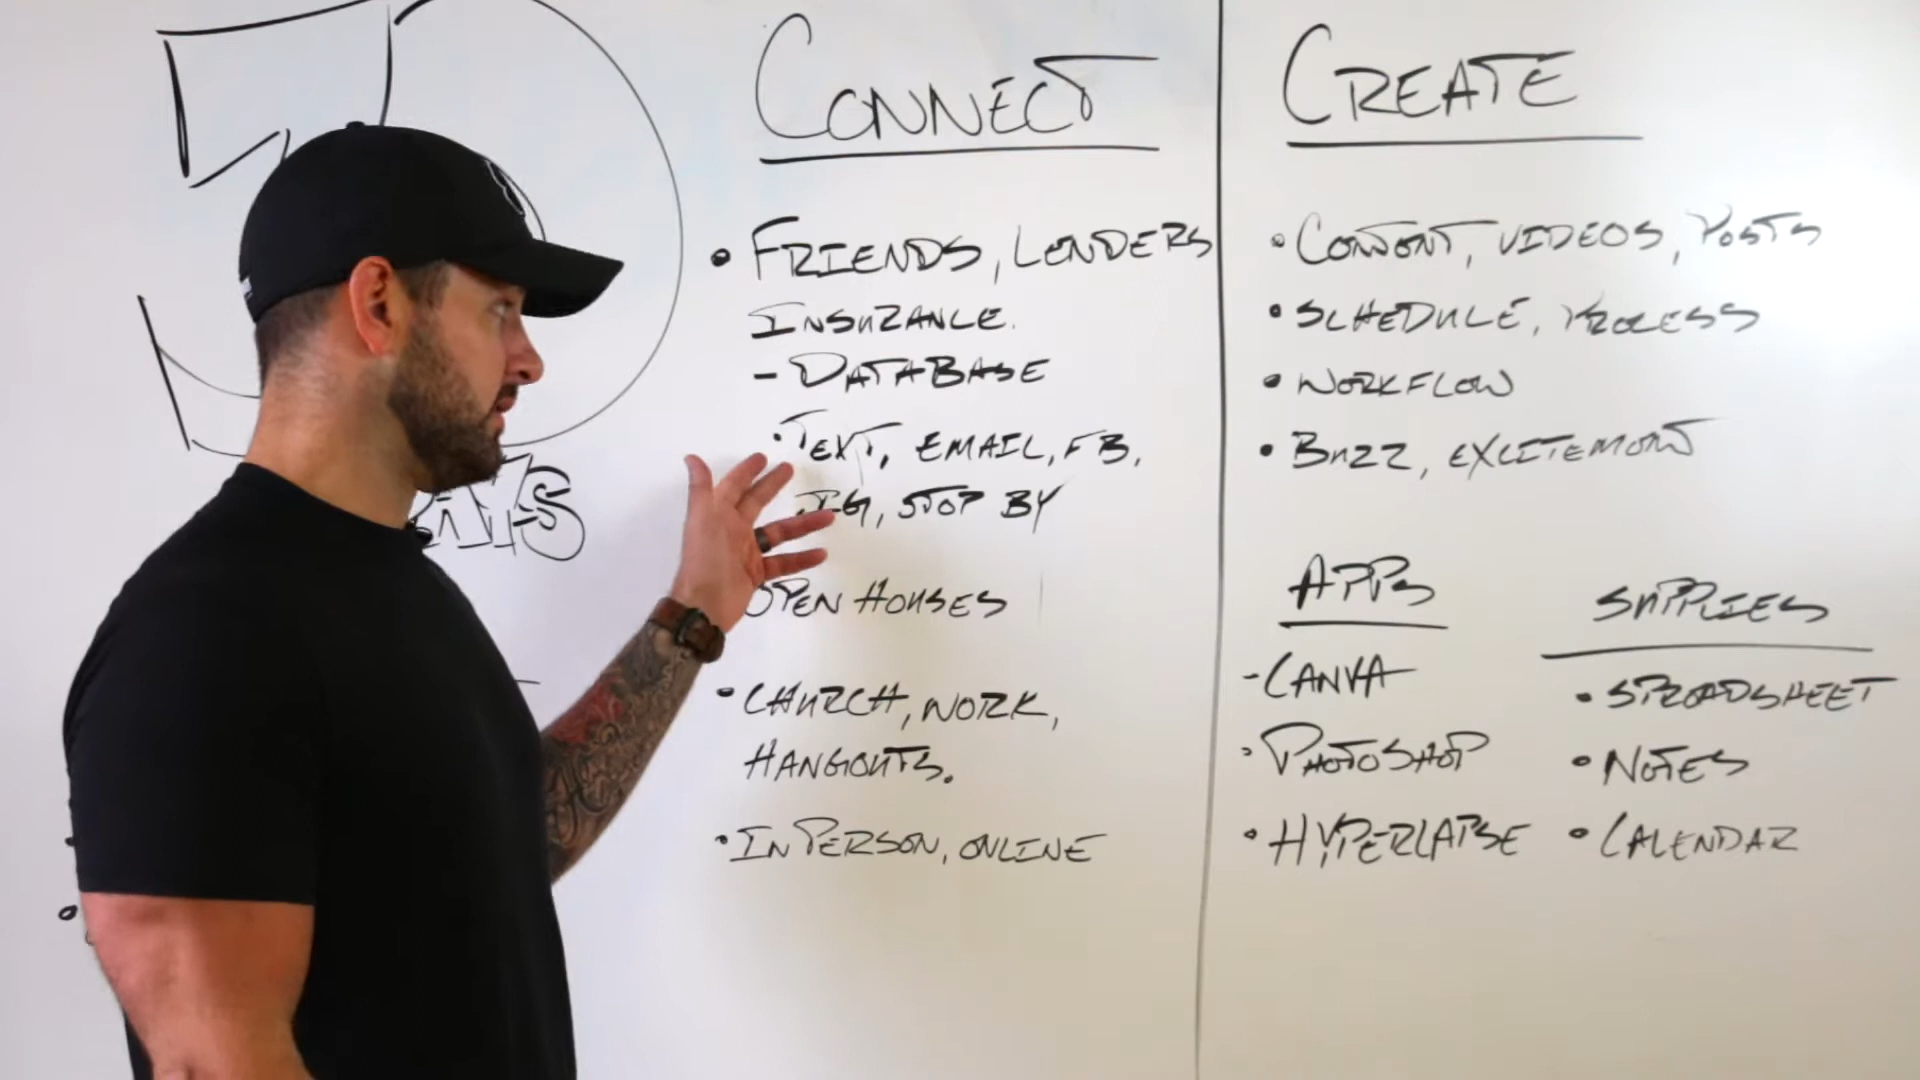 CONNECT
• FRIENDS, LENDERS
INSURANCE.
- DATABASE
• TEXT, EMAIL, FB,
IG, STOP BY
OPEN HOUSES
• CHURCH, WORK,
HANGOUTS.
• IN PERSON, ONLINE
CREATE
• CONTENT, VIDEOS, POSTS
• SCHEDULE, PROCESS
• WORKFLOW
• BUZZ, EXCITEMENT
APPS
- CANVA
• PHOTOSHOP
• HYPERLAPSE
SUPPLIES
• SPREADSHEET
• NOTES
• CALENDAR